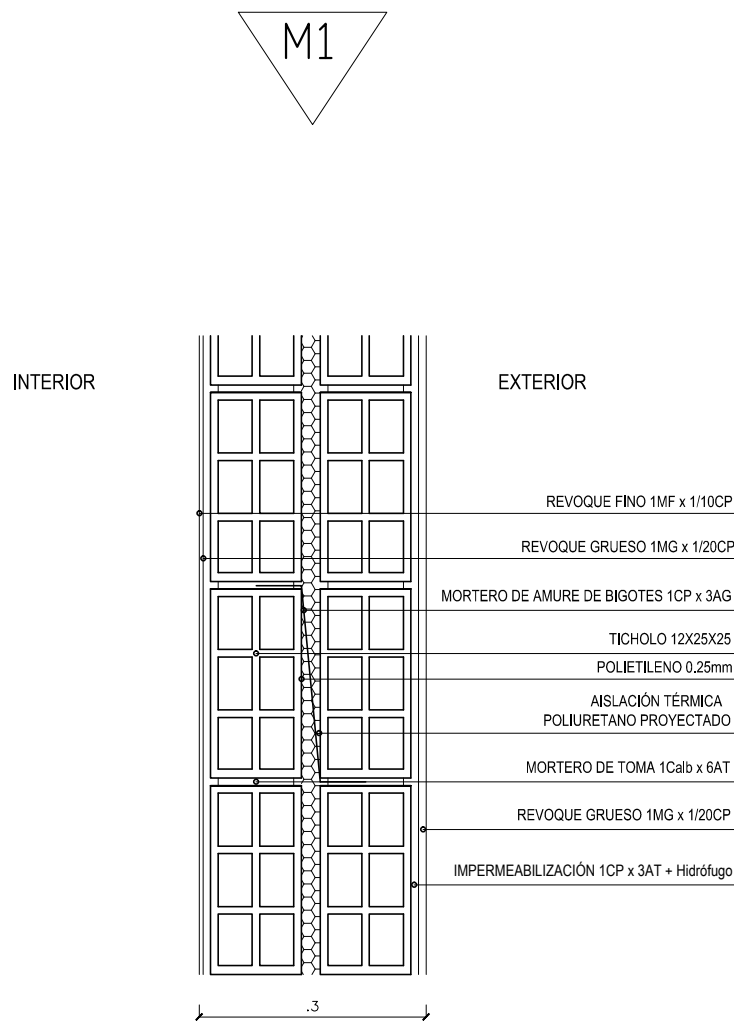 M1
INTERIOR
EXTERIOR
REVOQUE FINO 1MF x 1/10CP
REVOQUE GRUESO 1MG x 1/20CP
MORTERO DE AMURE DE BIGOTES 1CP x 3AG
TICHOLO 12X25X25
POLIETILENO 0.25mm
AISLACIÓN TÉRMICA
POLIURETANO PROYECTADO
MORTERO DE TOMA 1Calb x 6AT
REVOQUE GRUESO 1MG x 1/20CP
IMPERMEABILIZACIÓN 1CP x 3AT + Hidrófugo
.3